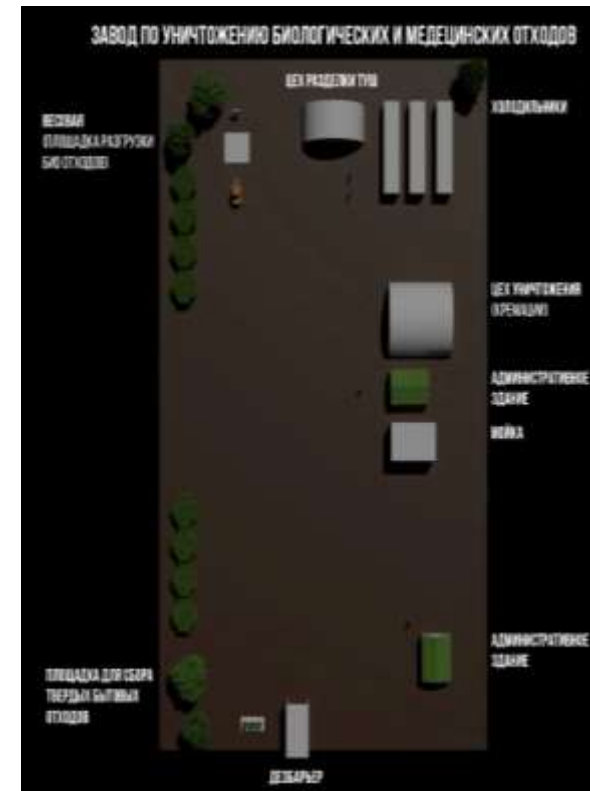 ЗАВОД ПО УНИЧТОЖЕНИЮ БИОЛОГИЧЕСКИХ И МЕДЕЦИНСКИХ ОТХОДОВ
ЦЕХ РАЗДЕЛКИ ТУШ
ВЕСОВАЯ
(ПЛОЩАДКА РАЗГРУЗКИ
БИО ОТХОДОВ)
ХОЛОДИЛЬНИКИ
ЦЕХ УНИЧТОЖЕНИЯ
(КРЕМАЦИИ)
АДМИНИСТРАТИВНОЕ
ЗДАНИЕ
МОЙКА
АДМИНИСТРАТИВНОЕ
ЗДАНИЕ
ПЛОЩАДКА ДЛЯ СБОРА
ТВЕРДЫХ БЫТОВЫХ
ОТХОДОВ
ДЕЗБАРЬЕР